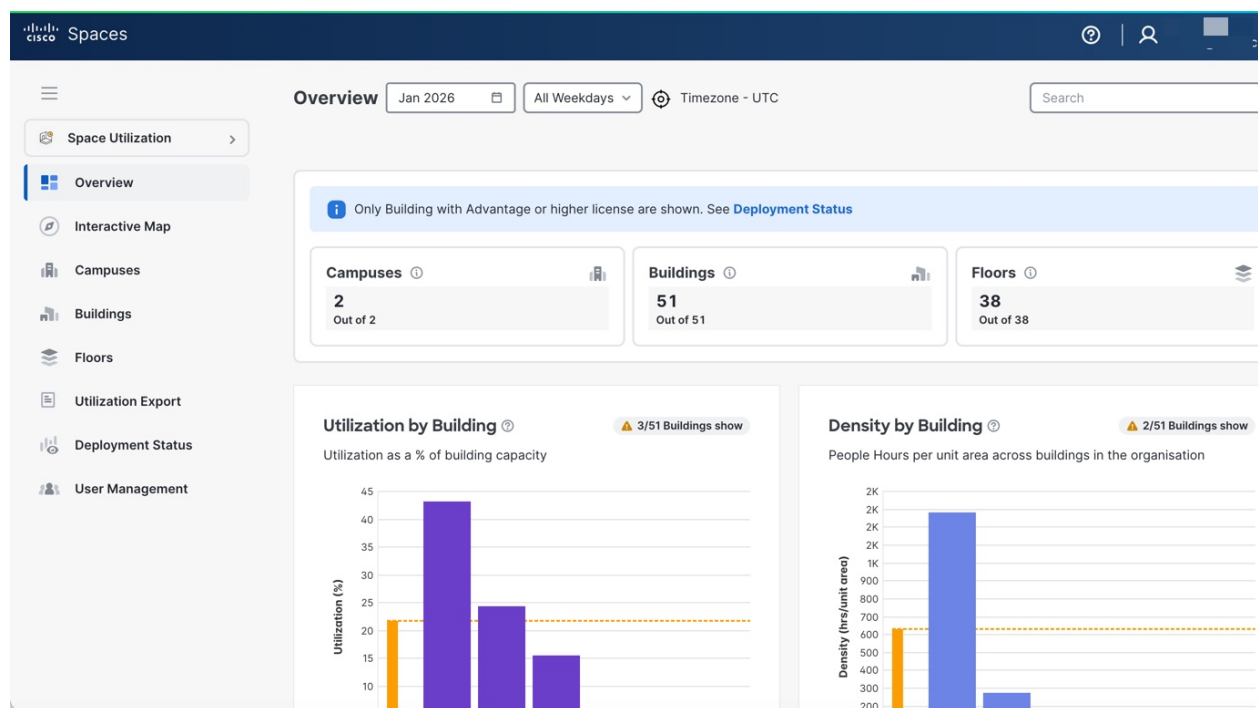 cisco Spaces
Overview Jan 2026 All Weekdays Timezone - UTC Search
Space Utilization
Overview
Interactive Map
Campuses
Buildings
Floors
Utilization Export
Deployment Status
User Management
Only Building with Advantage or higher license are shown. See Deployment Status
Campuses
2
Out of 2
Buildings
51
Out of 51
Floors
38
Out of 38
Utilization by Building
3/51 Buildings show
Utilization as a % of building capacity
Utilization (%)
45
40
35
30
25
20
15
10
Density by Building
2/51 Buildings show
People Hours per unit area across buildings in the organisation
Density (hrs/unit area)
2K
2K
2K
2K
1K
900
800
700
600
500
400
300
200